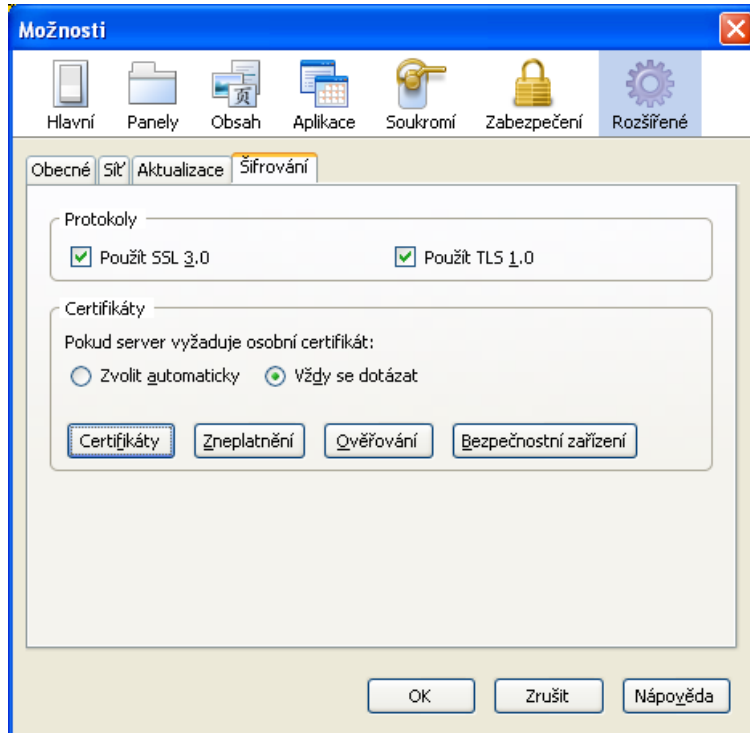 Možnosti
Hlavní Panely Obsah Aplikace Soukromí Zabezpečení Rozšířené
Obecné Síť Aktualizace Šifrování
Protokoly
Použít SSL 3.0 Použít TLS 1.0
Certifikáty
Pokud server vyžaduje osobní certifikát:
Zvolit automaticky Vždy se dotázat
Certifikáty Zneplatnění Ověřování Bezpečnostní zařízení
OK Zrušit Nápověda